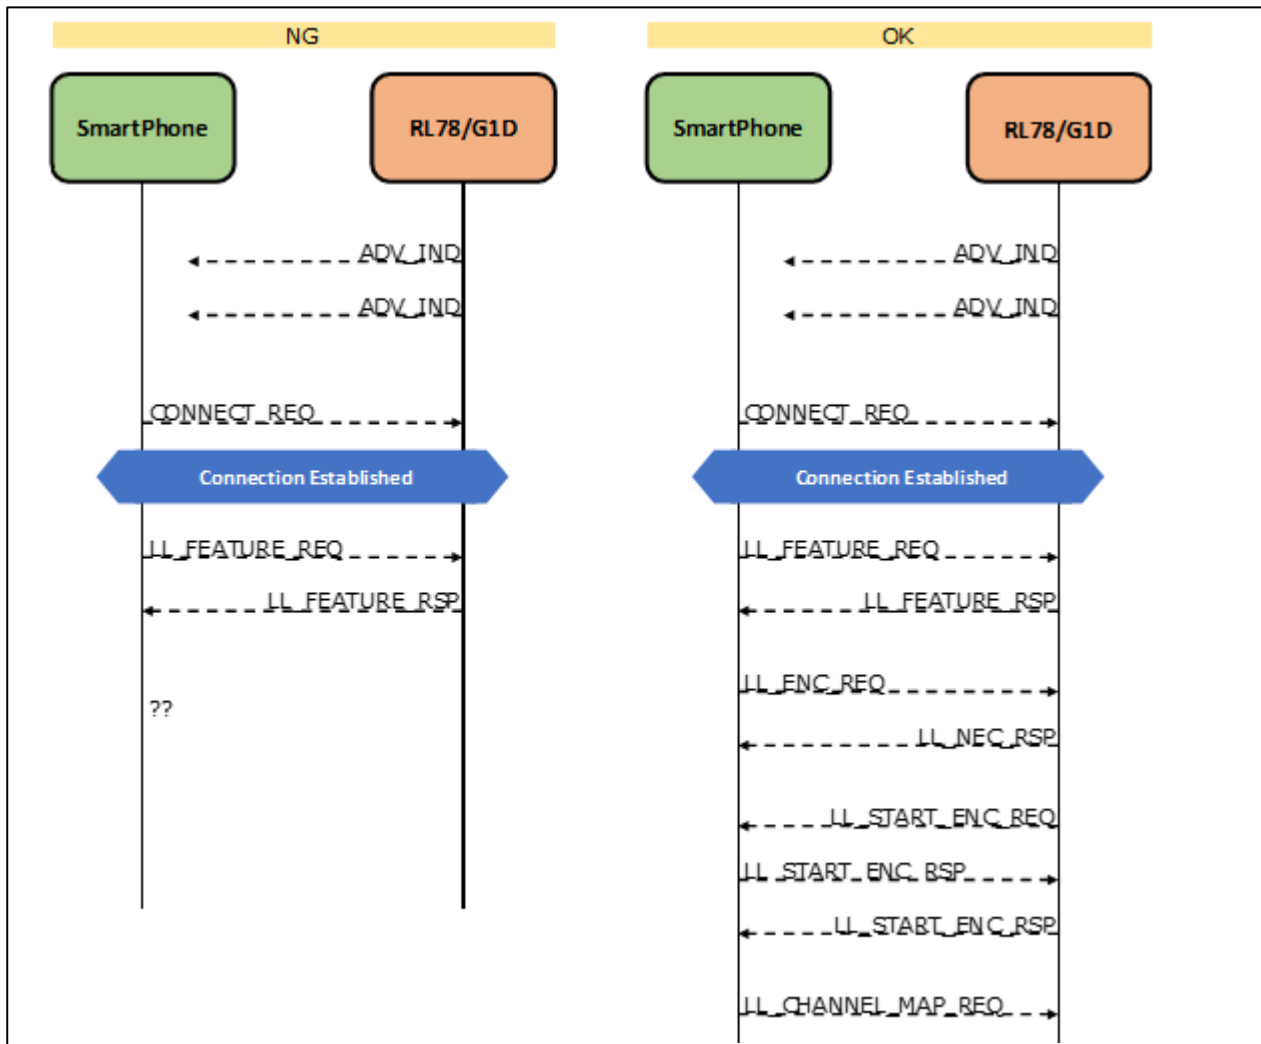 NG
SmartPhone
RL78/G1D
ADV_IND
ADV_IND
CONNECT_REQ
Connection Established
LL_FEATURE_REQ
LL_FEATURE_RSP
??
OK
SmartPhone
RL78/G1D
ADV_IND
ADV_IND
CONNECT_REQ
Connection Established
LL_FEATURE_REQ
LL_FEATURE_RSP
LL_ENC_REQ
LL_NEC_RSP
LL_START_ENC_REQ
LL_START_ENC_RSP
LL_START_ENC_RSP
LL_CHANNEL_MAP_REQ